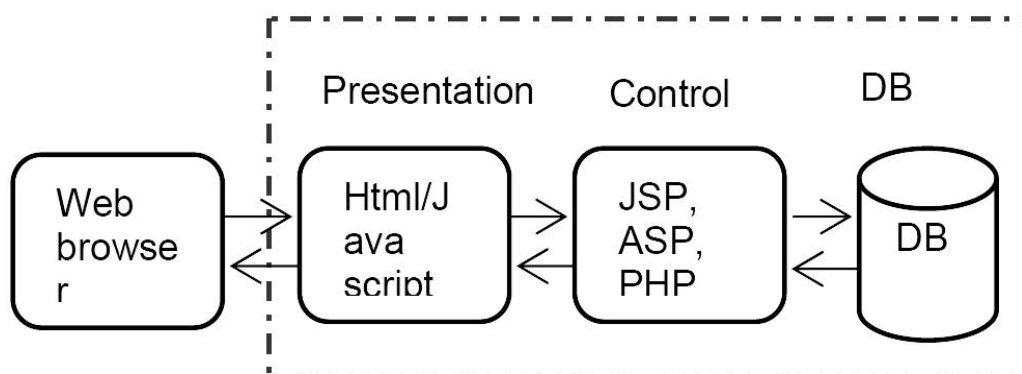 Presentation
Control
DB
Web
browse
r
Html/J
ava
script
JSP,
ASP,
PHP
DB